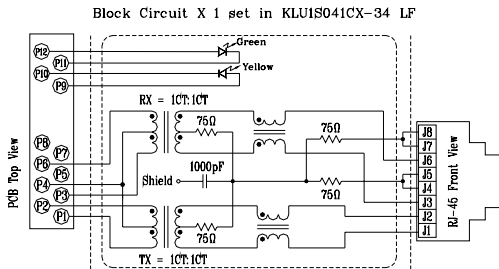 Block Circuit X 1 set in KLU1S041CX-34 LF
P12
Green
P11
P10
Yellow
P9
RX = 1CT:1CT
75Ω
75Ω
P8
P7
P6
P5
P4
P3
P2
P1
PCB Top View
1000pF
Shield
75Ω
75Ω
TX = 1CT:1CT
J8
J7
J6
J5
J4
J3
J2
J1
RJ-45 Front View